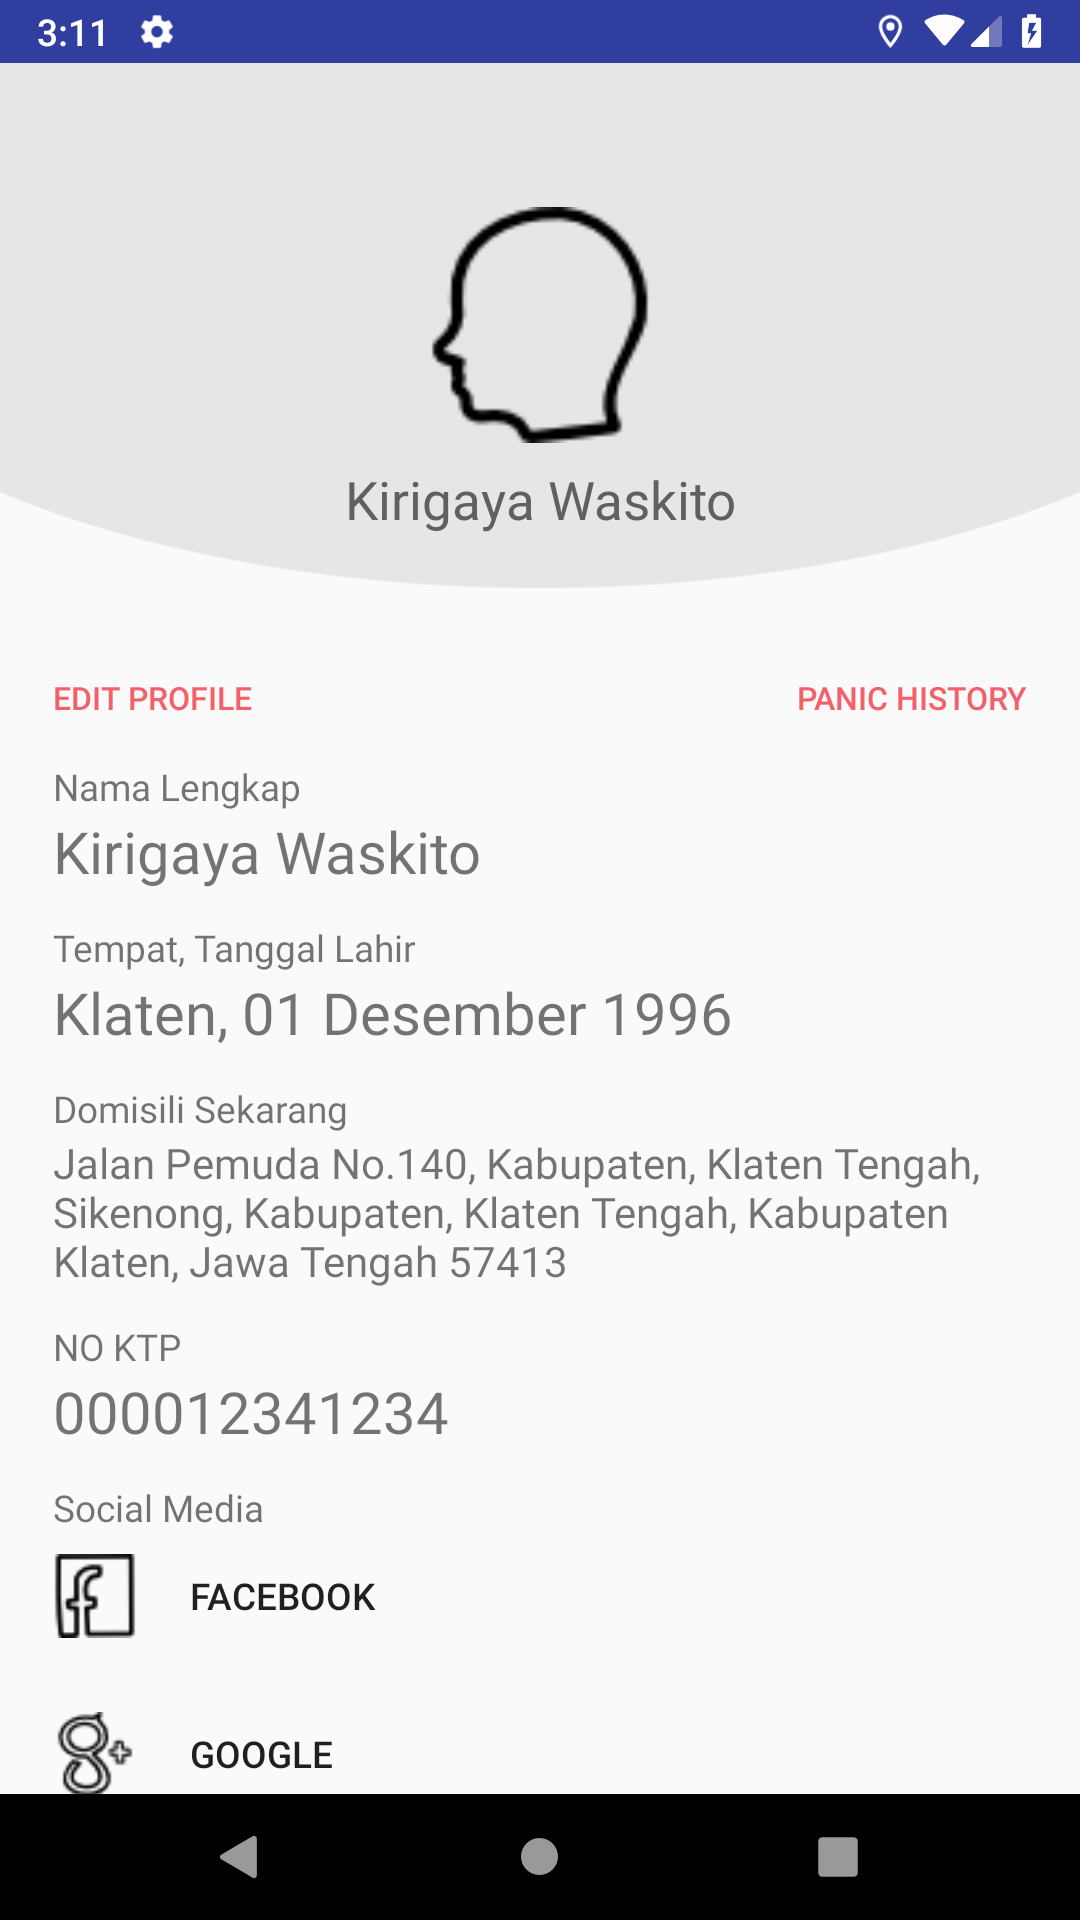 3:11
Kirigaya Waskito
EDIT PROFILE
PANIC HISTORY
Nama Lengkap
Kirigaya Waskito
Tempat, Tanggal Lahir
Klaten, 01 Desember 1996
Domisili Sekarang
Jalan Pemuda No.140, Kabupaten, Klaten Tengah,
Sikenong, Kabupaten, Klaten Tengah, Kabupaten
Klaten, Jawa Tengah 57413
NO KTP
000012341234
Social Media
FACEBOOK
GOOGLE